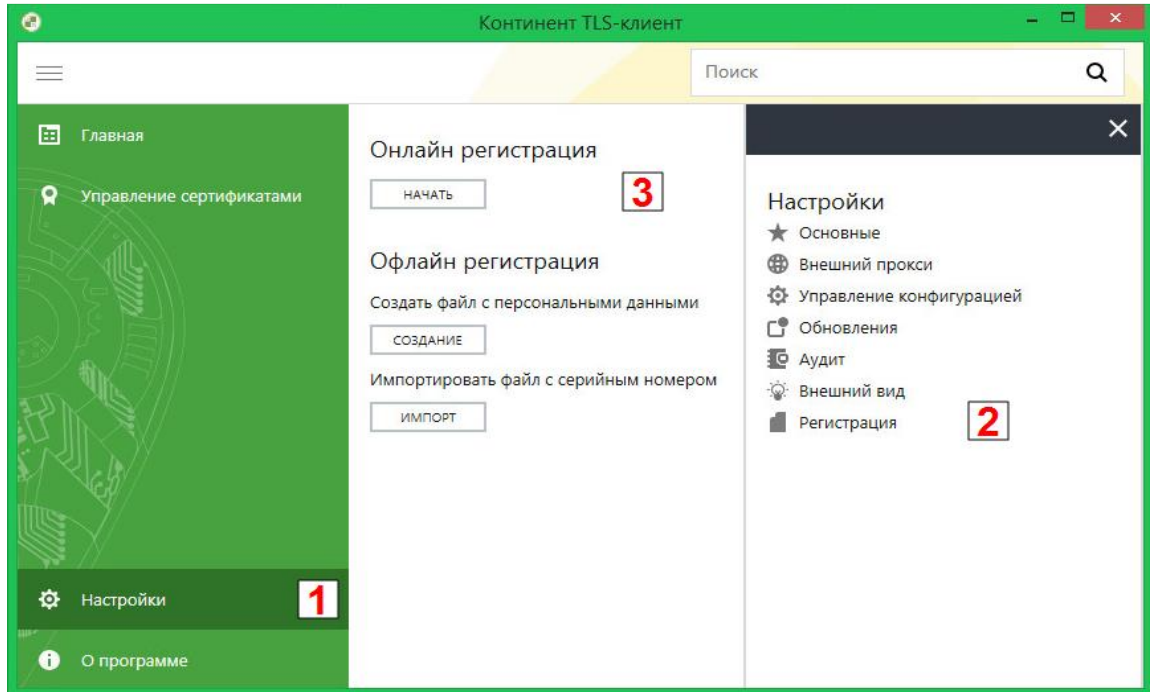 Континент TLS-клиент
Поиск
Главная
Управление сертификатами
Настройки
1
О программе
Онлайн регистрация
НАЧАТЬ
3
Офлайн регистрация
Создать файл с персональными данными
СОЗДАНИЕ
Импортировать файл с серийным номером
ИМПОРТ
Настройки
Основные
Внешний прокси
Управление конфигурацией
Обновления
Аудит
Внешний вид
Регистрация
2